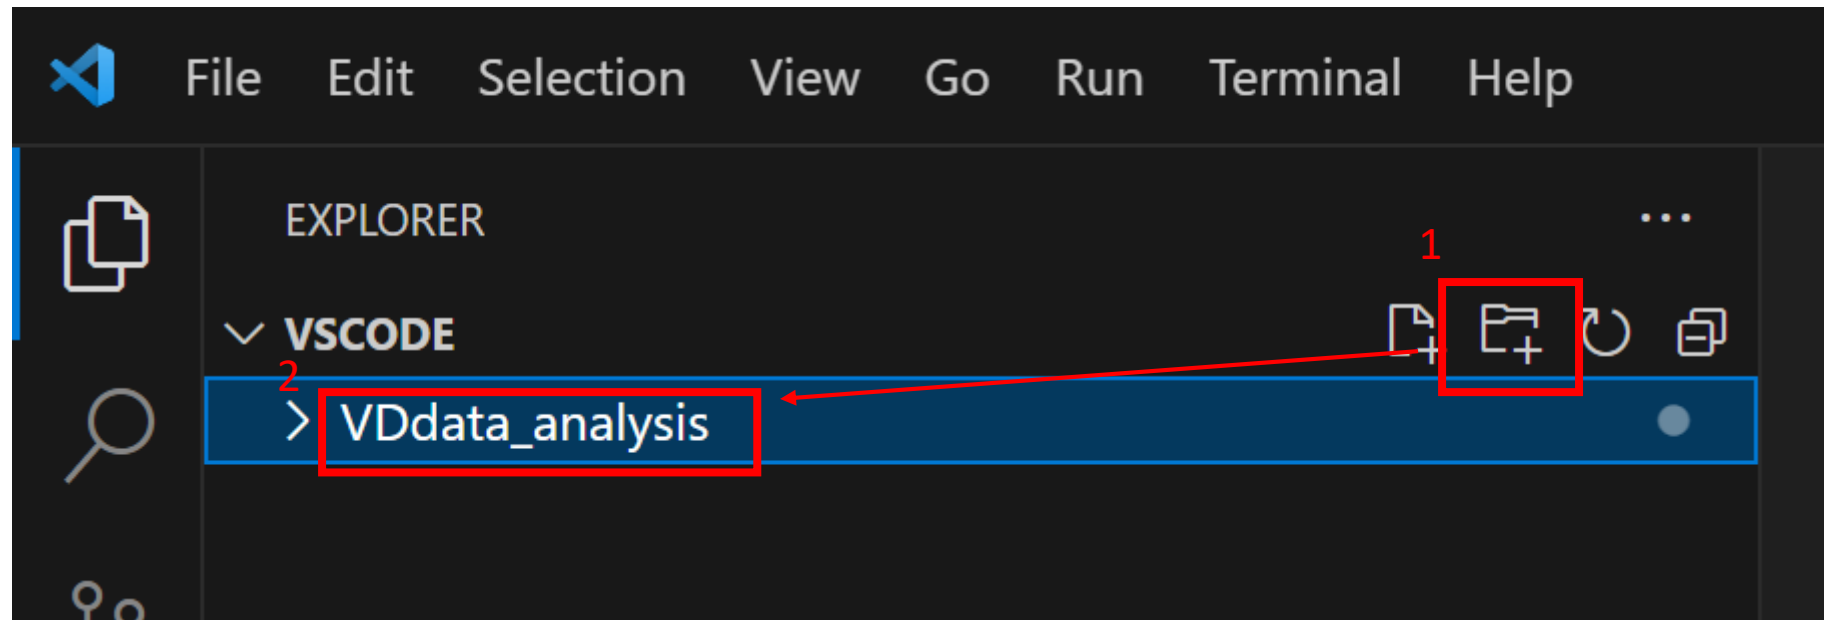 File Edit Selection View Go Run Terminal Help
EXPLORER
1
VSCODE
2
VDdata_analysis